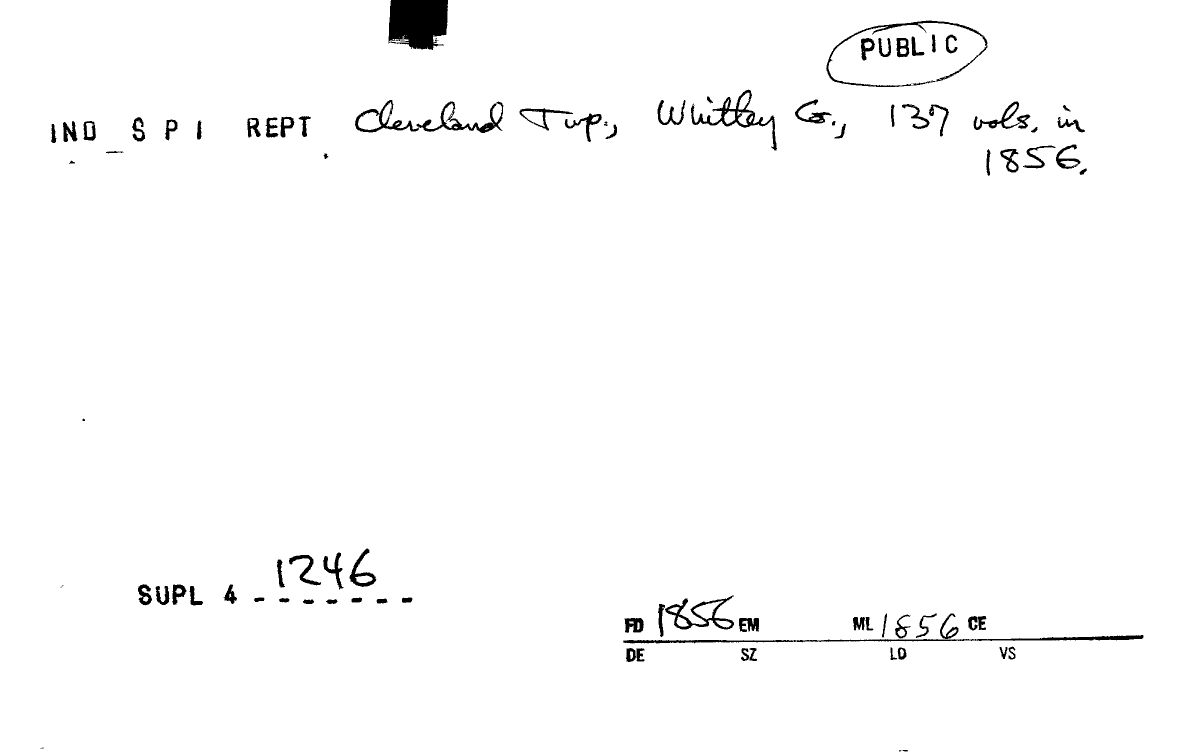 PUBLIC
IND S P I REPT Cleveland Twp., Whitley Co., 137 vols. in
1856.
SUPL 4 - 1246 - - - - - -
FD 1856 EM ML 1856 CE
DE SZ LO VS